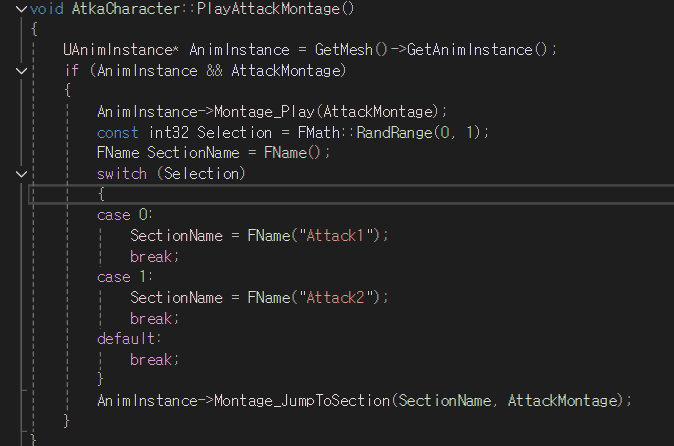 void AtkaCharacter::PlayAttackMontage()
{
UAnimInstance* AnimInstance = GetMesh()->GetAnimInstance();
if (AnimInstance && AttackMontage)
{
AnimInstance->Montage_Play(AttackMontage);
const int32 Selection = FMath::RandRange(0, 1);
FName SectionName = FName();
switch (Selection)
{
case 0:
SectionName = FName("Attack1");
break;
case 1:
SectionName = FName("Attack2");
break;
default:
break;
}
AnimInstance->Montage_JumpToSection(SectionName, AttackMontage);
}
}